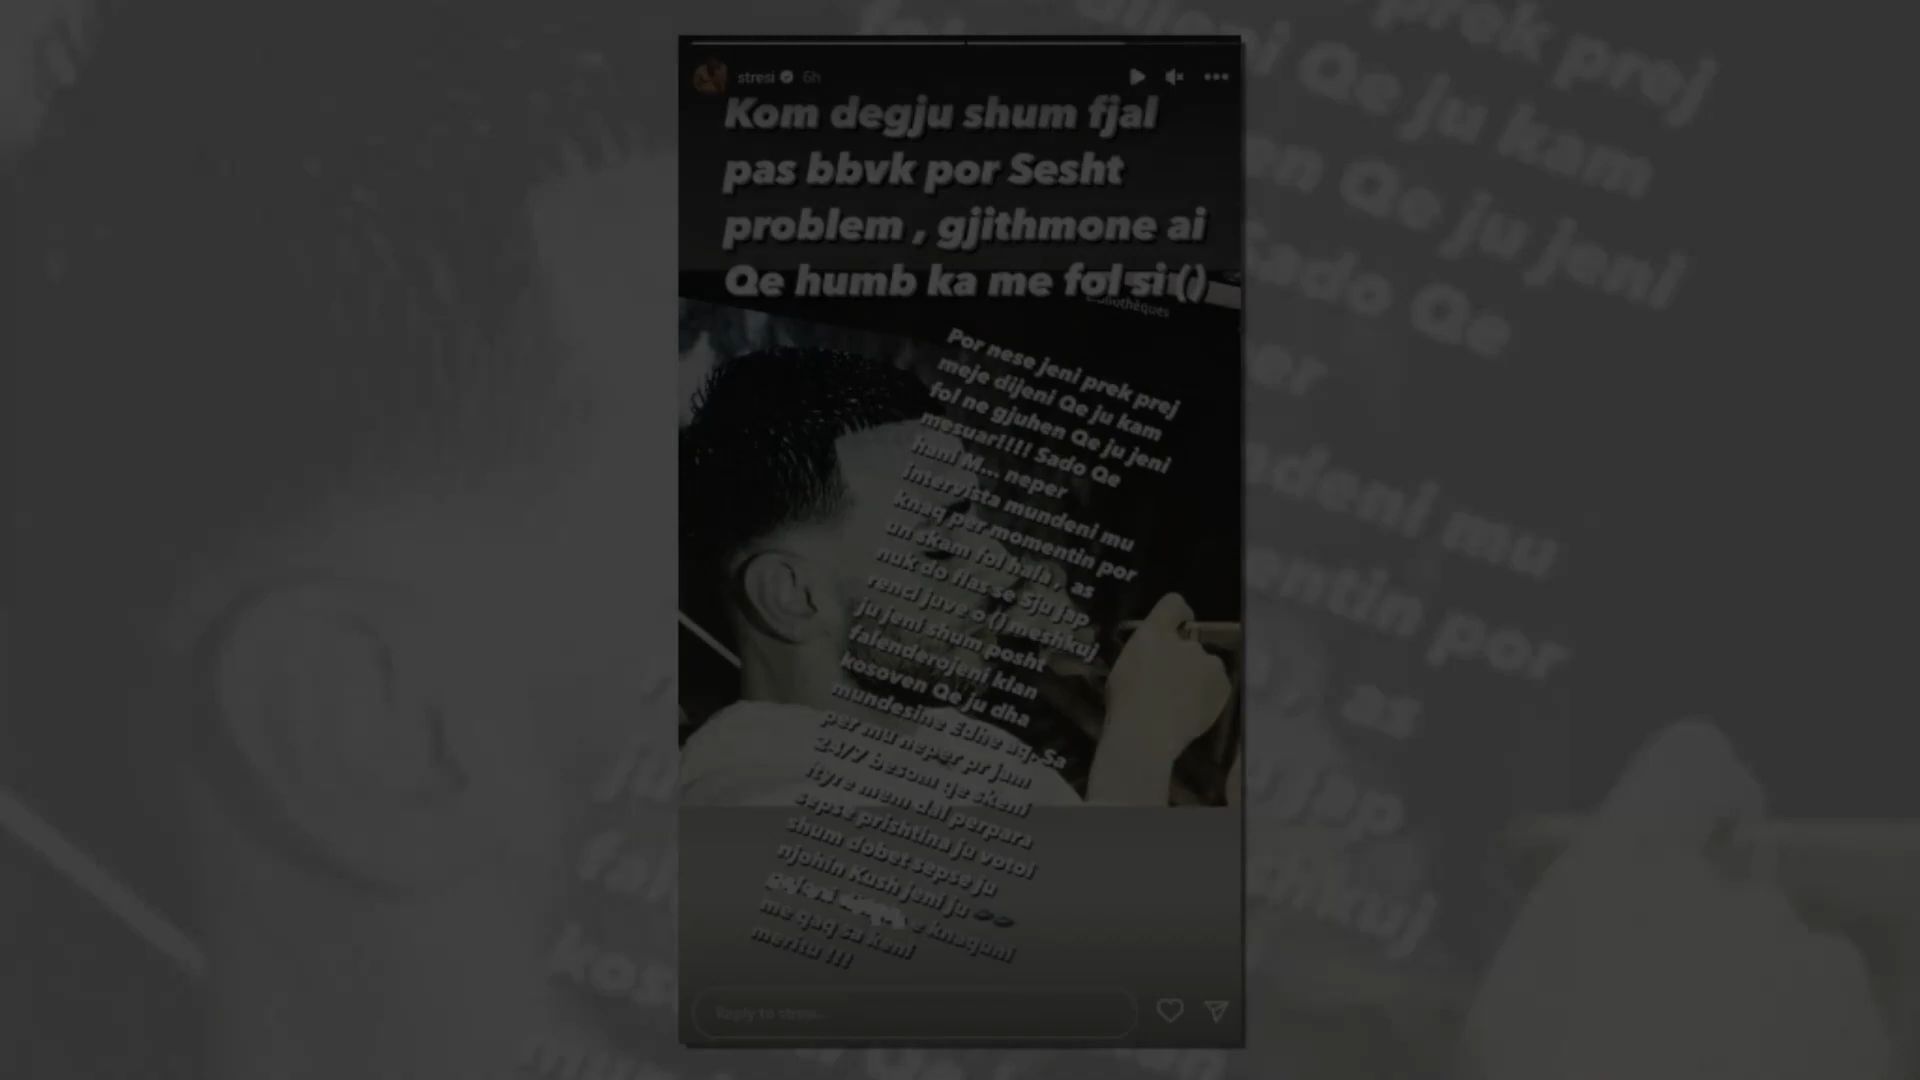 stresi 6h
Kom degju shum fjal
pas bbvk por Sesht
problem , gjithmone ai
Qe humb ka me fol si ()
Por nese jeni prek prej
meje dijeni Qe ju kam
fol ne gjuhen Qe ju jeni
mesuar!!!! Sado Qe
hani M... neper
intervista mundeni mu
knaq per momentin por
un skam fol hala , as
nuk do flas se Sju jap
renci juve o () meshkuj
ju jeni shum posht
falenderojeni klan
kosoven Qe ju dha
mundesine Edhe aq. Sa
per mu neper pr jam
24/7 besom qe skeni
ityre mem dal perpara
sepse prishtina ju votoi
shum dobet sepse ju
njohin Kush jeni ju
e knaquni
me qaq sa keni
meritu !!!
Reply to stresi...